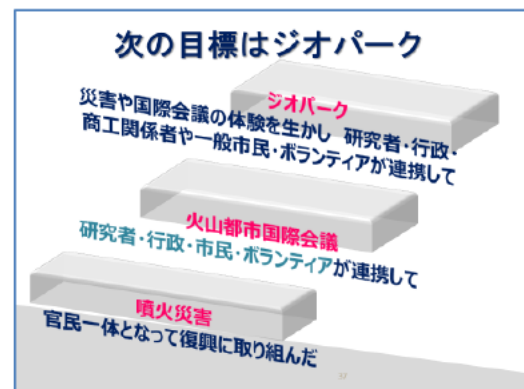 次の目標はジオパーク
ジオパーク
災害や国際会議の体験を生かし 研究者・行政・
商工関係者や一般市民・ボランティアが連携して
火山都市国際会議
研究者・行政・市民・ボランティアが連携して
噴火災害
官民一体となって復興に取り組んだ
37